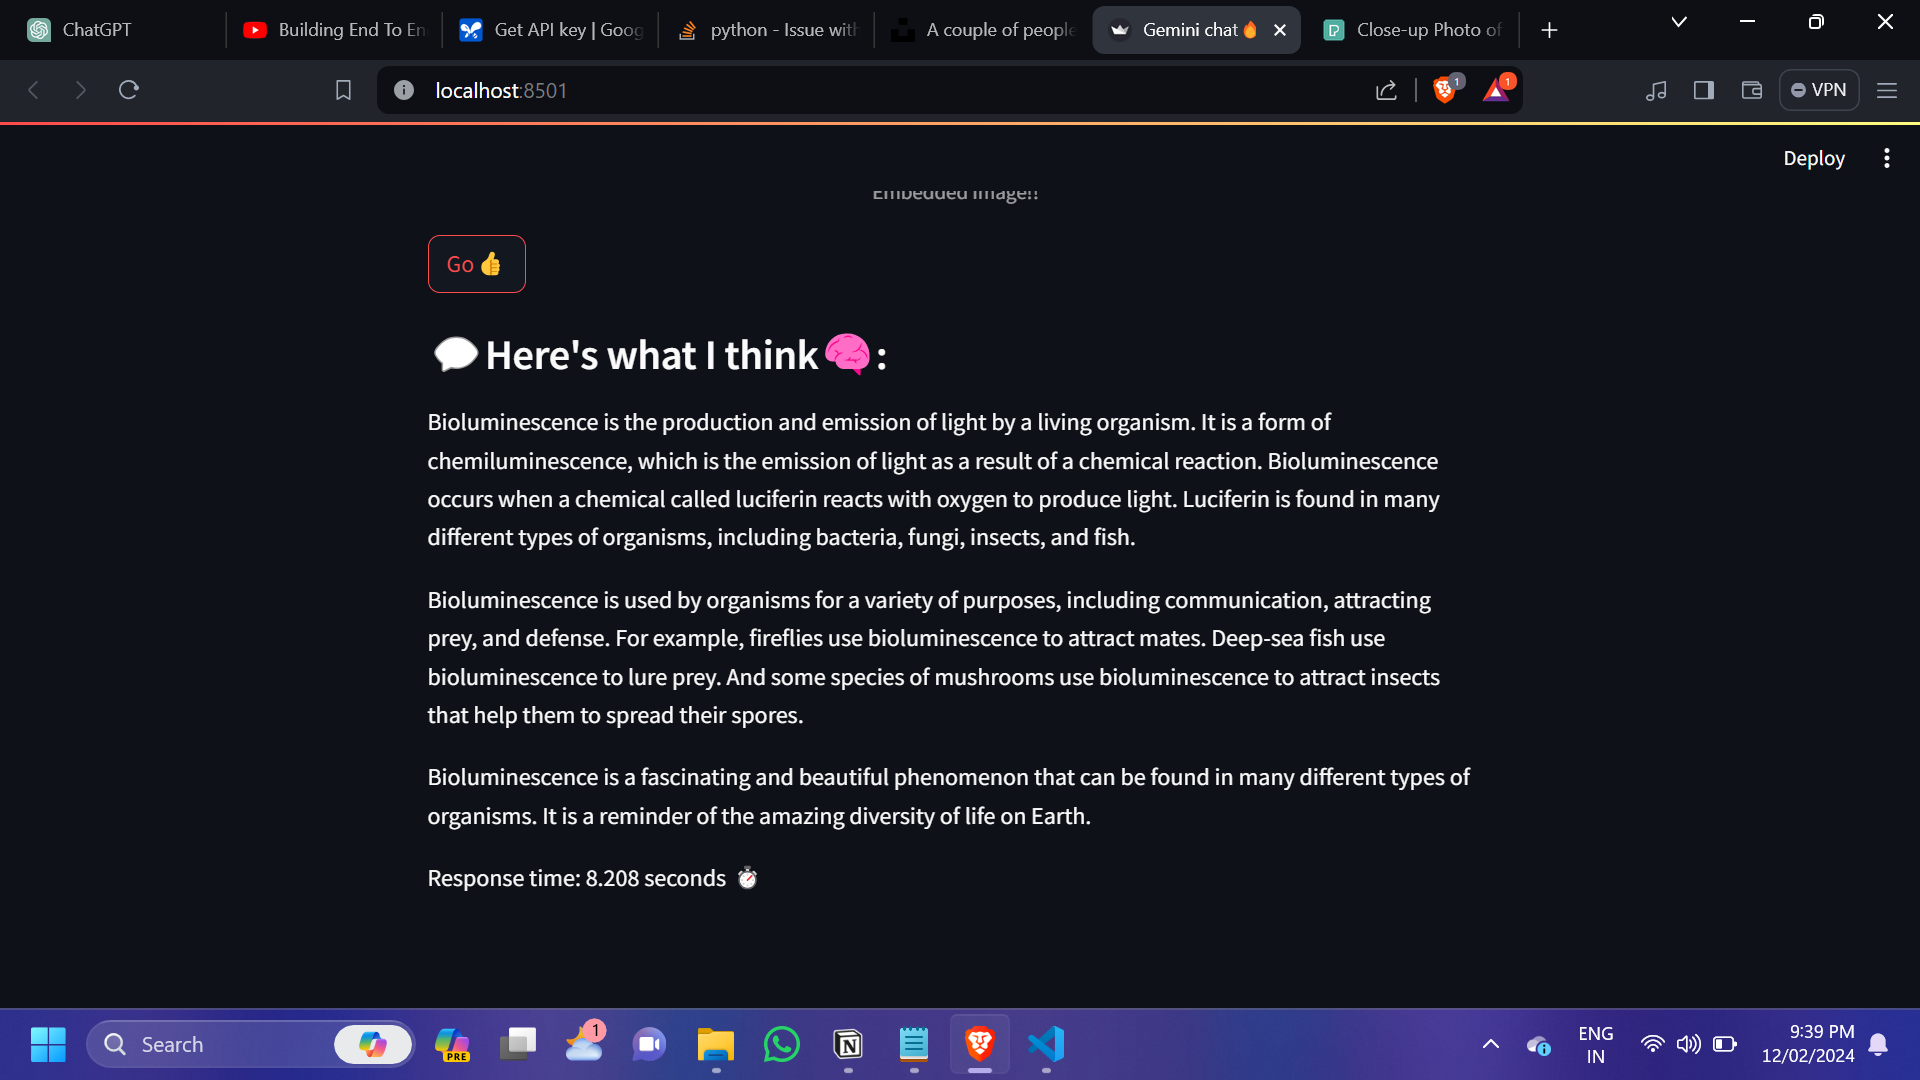 ChatGPT
Building End To En
Get API key | Goog
python - Issue with
A couple of people
Gemini chat🔥
Close-up Photo of
localhost:8501
1
1
VPN
Deploy
Embedded Image!!
Go 👍
💬Here's what I think🧠:
Bioluminescence is the production and emission of light by a living organism. It is a form of
chemiluminescence, which is the emission of light as a result of a chemical reaction. Bioluminescence
occurs when a chemical called luciferin reacts with oxygen to produce light. Luciferin is found in many
different types of organisms, including bacteria, fungi, insects, and fish.
Bioluminescence is used by organisms for a variety of purposes, including communication, attracting
prey, and defense. For example, fireflies use bioluminescence to attract mates. Deep-sea fish use
bioluminescence to lure prey. And some species of mushrooms use bioluminescence to attract insects
that help them to spread their spores.
Bioluminescence is a fascinating and beautiful phenomenon that can be found in many different types of
organisms. It is a reminder of the amazing diversity of life on Earth.
Response time: 8.208 seconds ⏱️
Search
PRE
1
ENG
IN
9:39 PM
12/02/2024